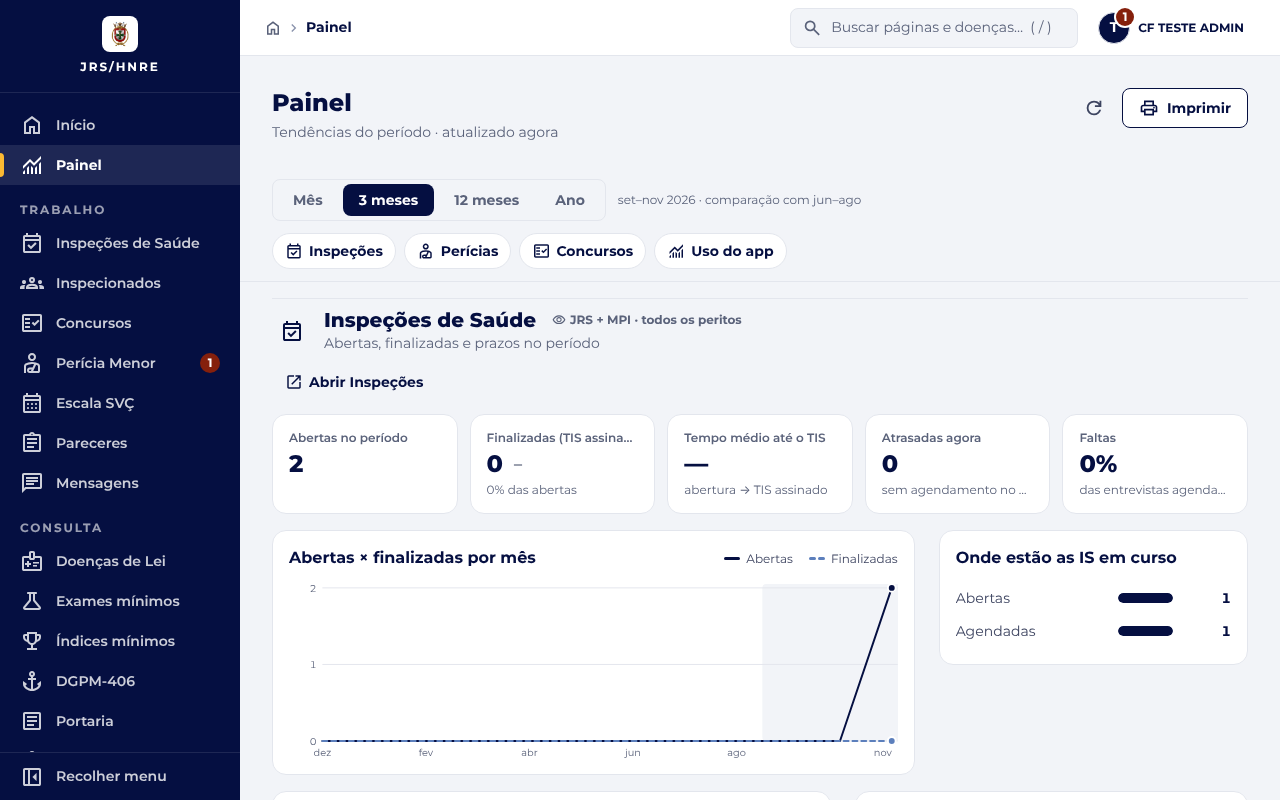 JRS/HNRE
Início
Painel
TRABALHO
Inspeções de Saúde
Inspecionados
Concursos
Perícia Menor 1
Escala SVÇ
Pareceres
Mensagens
CONSULTA
Doenças de Lei
Exames mínimos
Índices mínimos
DGPM-406
Portaria
Recolher menu
Painel
Buscar páginas e doenças... ( / )
T 1 CF TESTE ADMIN
Painel
Tendências do período · atualizado agora
Imprimir
Mês 3 meses 12 meses Ano
set–nov 2026 · comparação com jun–ago
Inspeções Perícias Concursos Uso do app
Inspeções de Saúde
JRS + MPI · todos os peritos
Abertas, finalizadas e prazos no período
Abrir Inspeções
Abertas no período
2
Finalizadas (TIS assina...
0 –
0% das abertas
Tempo médio até o TIS
—
abertura → TIS assinado
Atrasadas agora
0
sem agendamento no ...
Faltas
0%
das entrevistas agenda...
Abertas × finalizadas por mês
Abertas Finalizadas
2
1
0
dez fev abr jun ago nov
Onde estão as IS em curso
Abertas 1
Agendadas 1